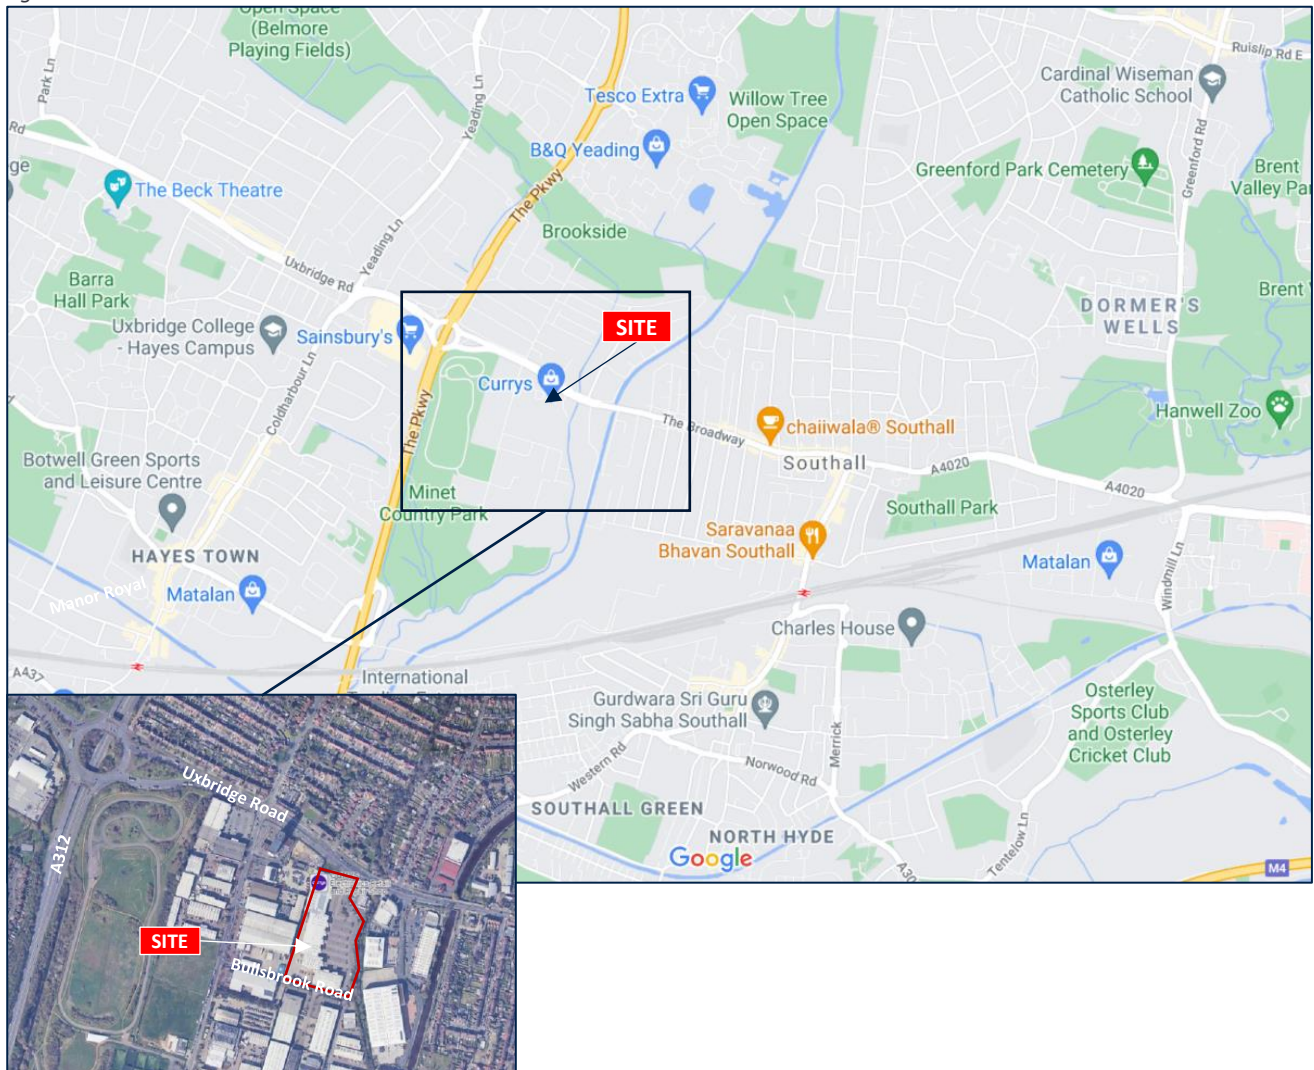 Open Space
(Belmore
Playing Fields)
Park Ln
Yeading Ln
Ruislip Rd E
Cardinal Wiseman
Catholic School
Tesco Extra
Willow Tree
Open Space
B&Q Yeading
Rd
ge
The Beck Theatre
The Pkwy
Greenford Park Cemetery
Greenford Rd
Brent
Valley Par
Brookside
Yeading Ln
Uxbridge Rd
Barra
Hall Park
Brent
DORMER'S
WELLS
Uxbridge College
- Hayes Campus
Sainsbury's
SITE
Currys
Coldharbour Ln
The Pkwy
Hanwell Zoo
The Broadway
chaiiwala® Southall
Southall
A4020
A4020
Botwell Green Sports
and Leisure Centre
Minet
Country Park
Southall Park
Saravanaa
Bhavan Southall
HAYES TOWN
Matalan
Windmill Ln
Manor Royal
Matalan
Charles House
A437
International
Gurdwara Sri Guru
Singh Sabha Southall
Osterley
Sports Club
and Osterley
Cricket Club
Merrick
Western Rd
Norwood Rd
SOUTHALL GREEN
NORTH HYDE
Tentelow Ln
Google
A30
M4
Uxbridge Road
A312
SITE
Bullsbrook Road